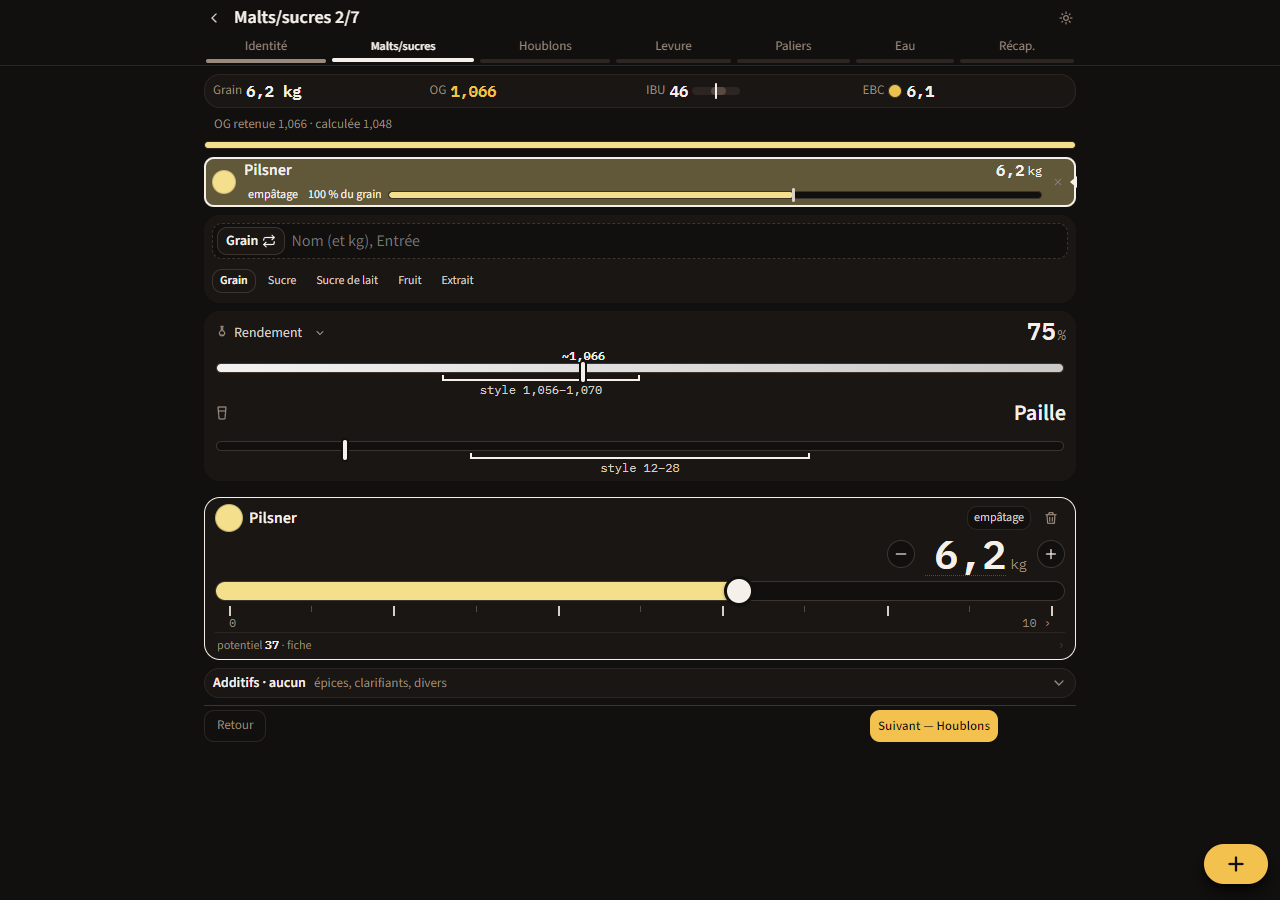 Malts/sucres 2/7
Identité Malts/sucres Houblons Levure Paliers Eau Récap.
Grain 6,2 kg OG 1,066 IBU 46 EBC 6,1
OG retenue 1,066 · calculée 1,048
Pilsner 6,2 kg
empâtage 100 % du grain
Grain Nom (et kg), Entrée
Grain Sucre Sucre de lait Fruit Extrait
Rendement 75%
~1,066
style 1,056–1,070
Paille
style 12–28
Pilsner empâtage
6,2 kg
0 10 ›
potentiel 37 · fiche ›
Additifs · aucun épices, clarifiants, divers
Retour Suivant — Houblons